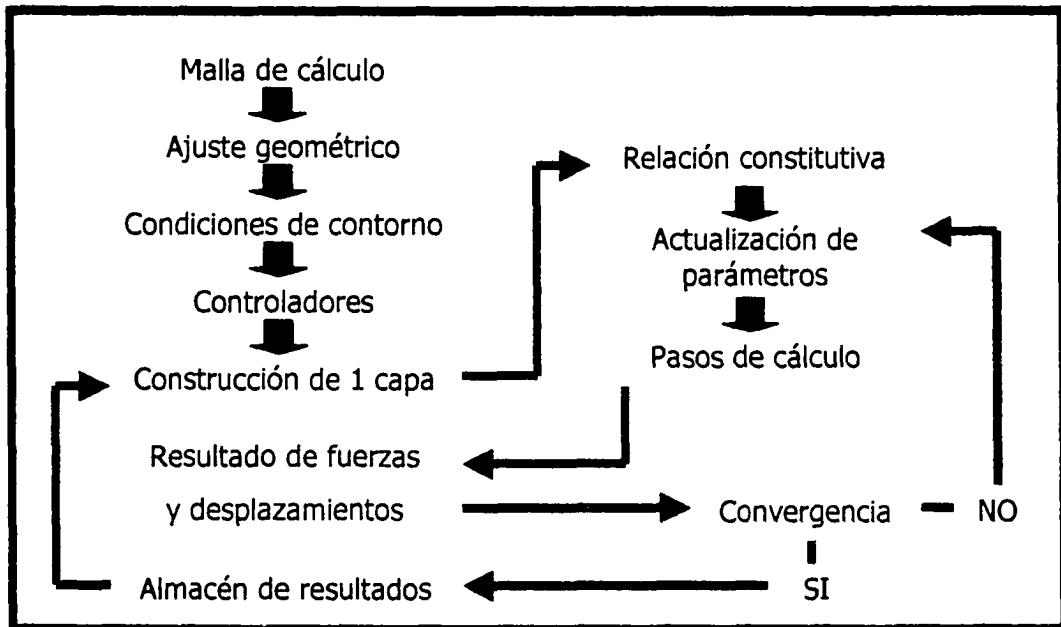 Malla de cálculo
Ajuste geométrico
Condiciones de contorno
Controladores
Construcción de 1 capa
Relación constitutiva
Actualización de
parámetros
Pasos de cálculo
Resultado de fuerzas
y desplazamientos
Convergencia
NO
SI
Almacén de resultados